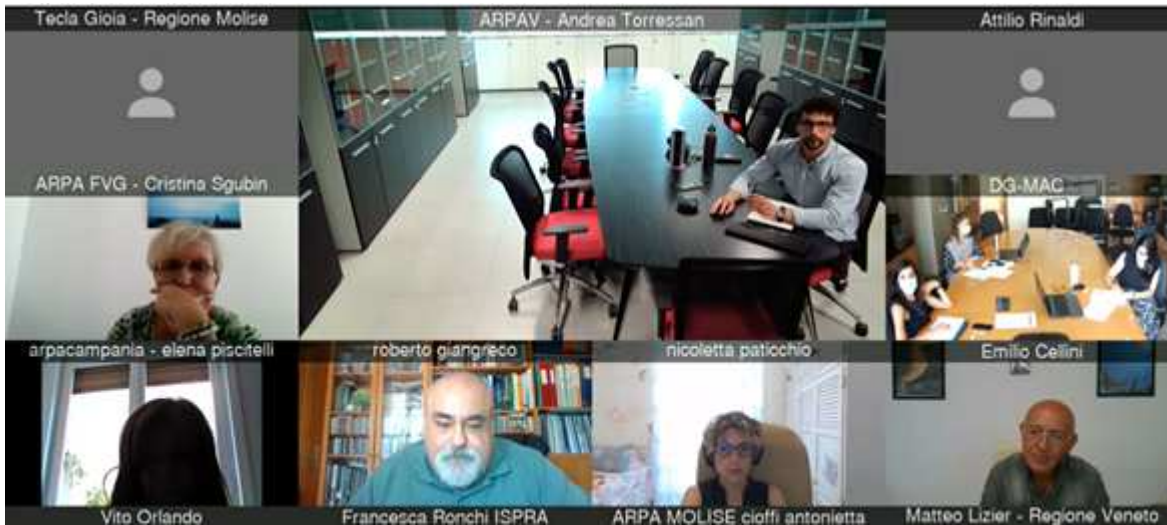 Tecla Gioia - Regione Molise
ARPAV - Andrea Torressan
Attilio Rinaldi
ARPA FVG - Cristina Sgubin
DG-MAC
arpacampania - elena piscitelli
roberto giangreco
nicoletta paticchio
Emilio Cellini
Vito Orlando
Francesca Ronchi ISPRA
ARPA MOLISE cioffi antonietta
Matteo Lizier - Regione Veneto